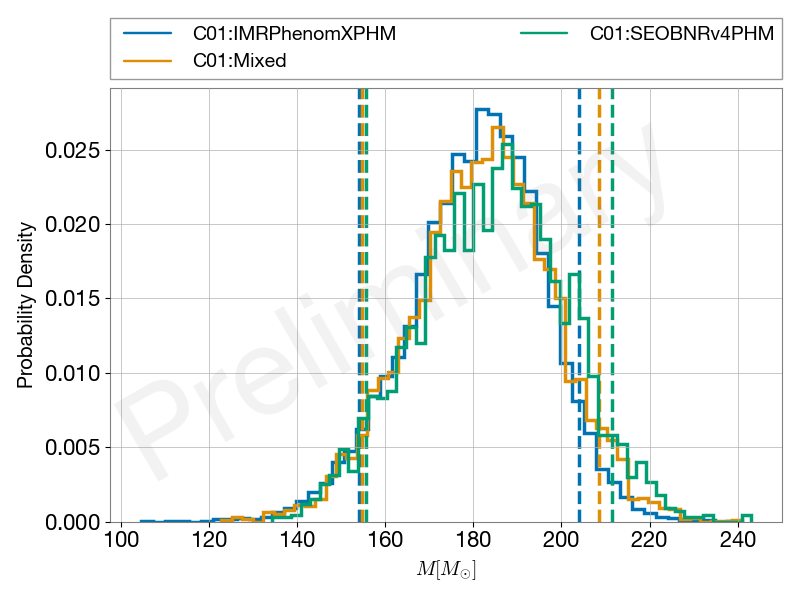 C01:IMRPhenomXPHM
C01:Mixed
C01:SEOBNRv4PHM
Preliminary
Probability Density
0.025
0.020
0.015
0.010
0.005
0.000
100 120 140 160 180 200 220 240
M[M⊙]